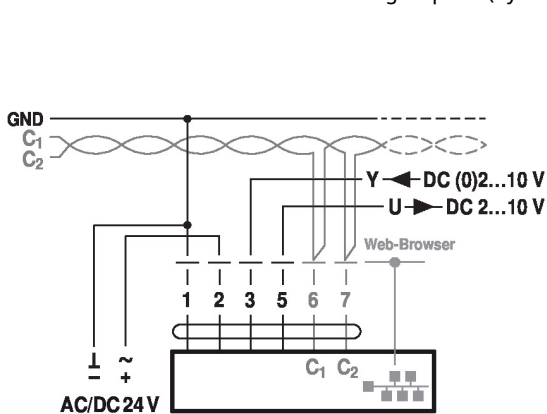 GND
C1
C2
Y DC (0)2...10 V
U DC 2...10 V
Web-Browser
1 2 3 5 6 7
⊥ ~
– +
C1 C2
AC/DC 24 V